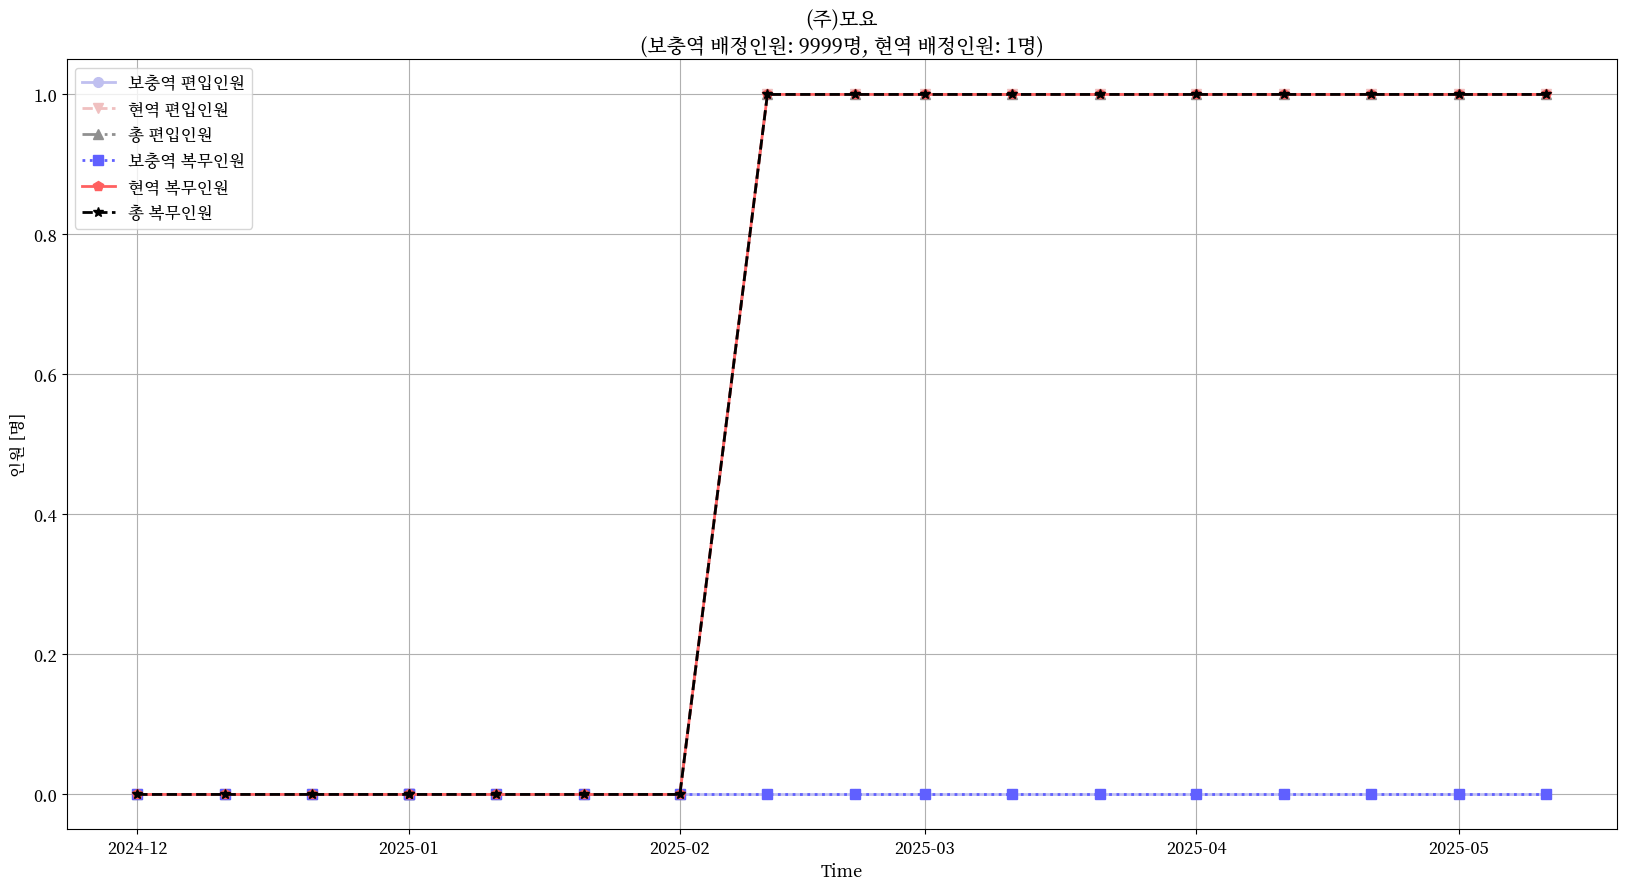 (주)모요
(보충역 배정인원: 9999명, 현역 배정인원: 1명)
보충역 편입인원
현역 편입인원
총 편입인원
보충역 복무인원
현역 복무인원
총 복무인원
1.0
0.8
0.6
0.4
0.2
0.0
인원 [명]
2024-12 2025-01 2025-02 2025-03 2025-04 2025-05
Time